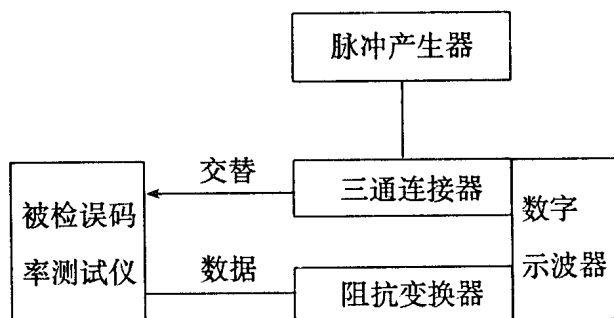 脉冲产生器
交替
三通连接器
被检误码
率测试仪
数字
示波器
数据
阻抗变换器